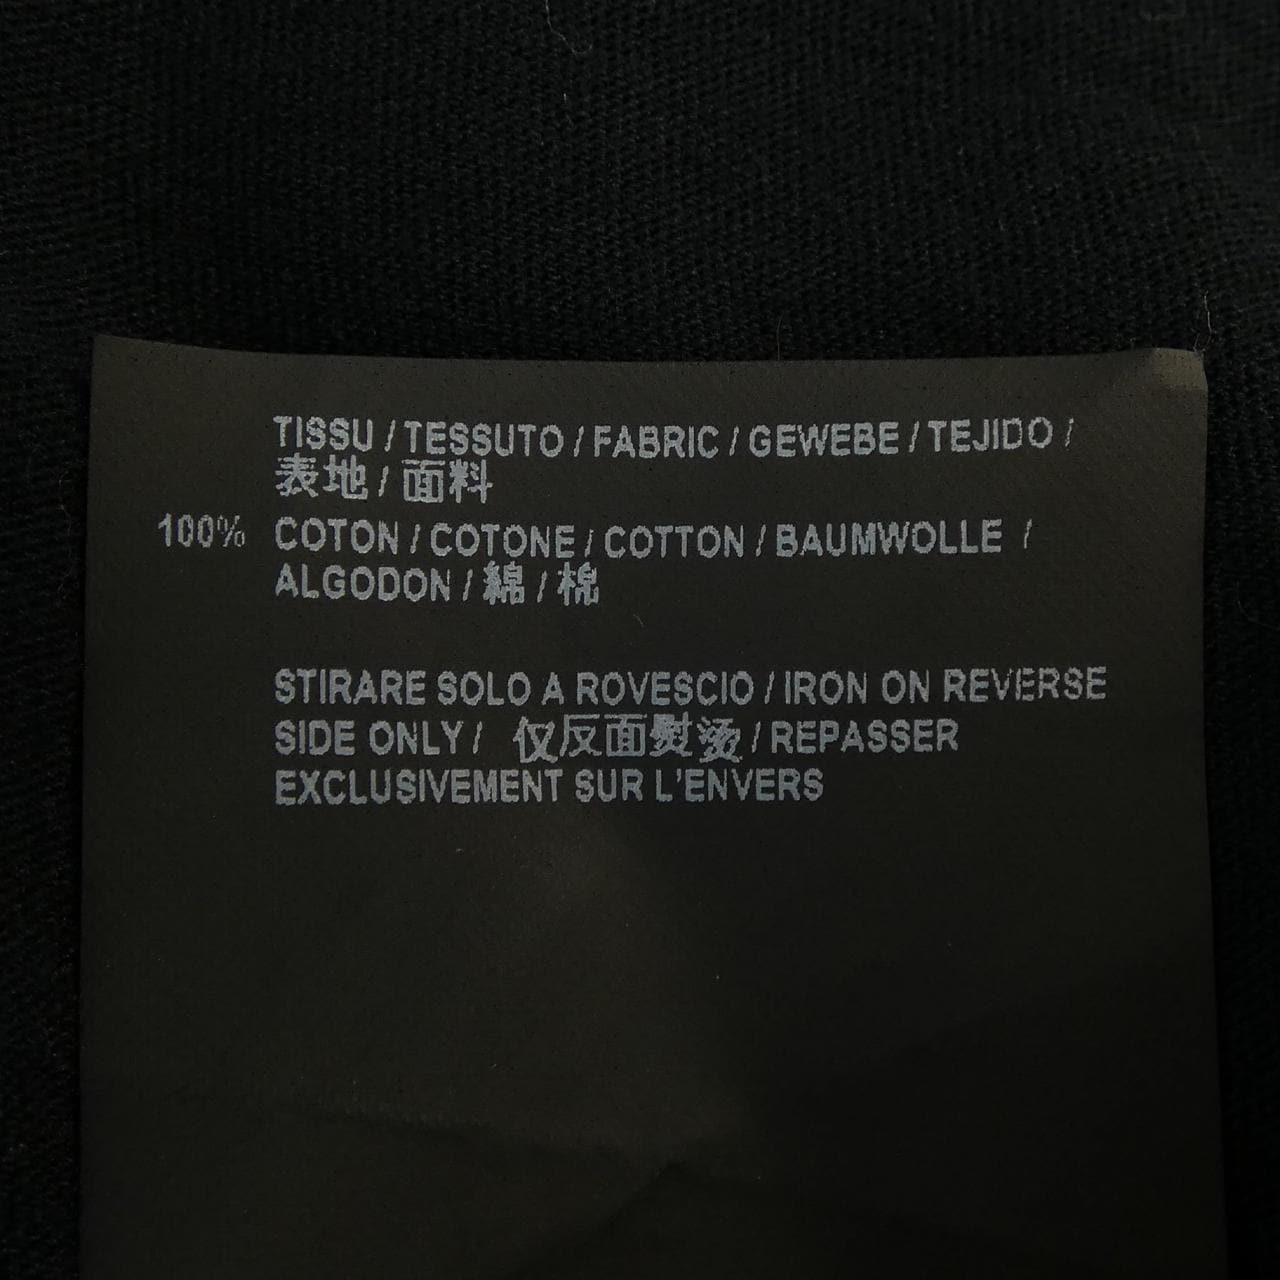 TISSU / TESSUTO / FABRIC / GEWEBE / TEJIDO /
表地 / 面料
100% COTON / COTONE / COTTON / BAUMWOLLE /
ALGODON / 綿 / 棉
STIRARE SOLO A ROVESCIO / IRON ON REVERSE
SIDE ONLY / 仅反面熨烫 / REPASSER
EXCLUSIVEMENT SUR L'ENVERS